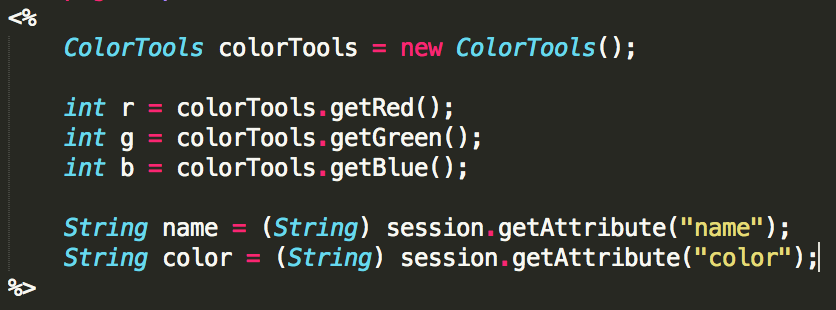 <%
ColorTools colorTools = new ColorTools();
int r = colorTools.getRed();
int g = colorTools.getGreen();
int b = colorTools.getBlue();
String name = (String) session.getAttribute("name");
String color = (String) session.getAttribute("color");
%>